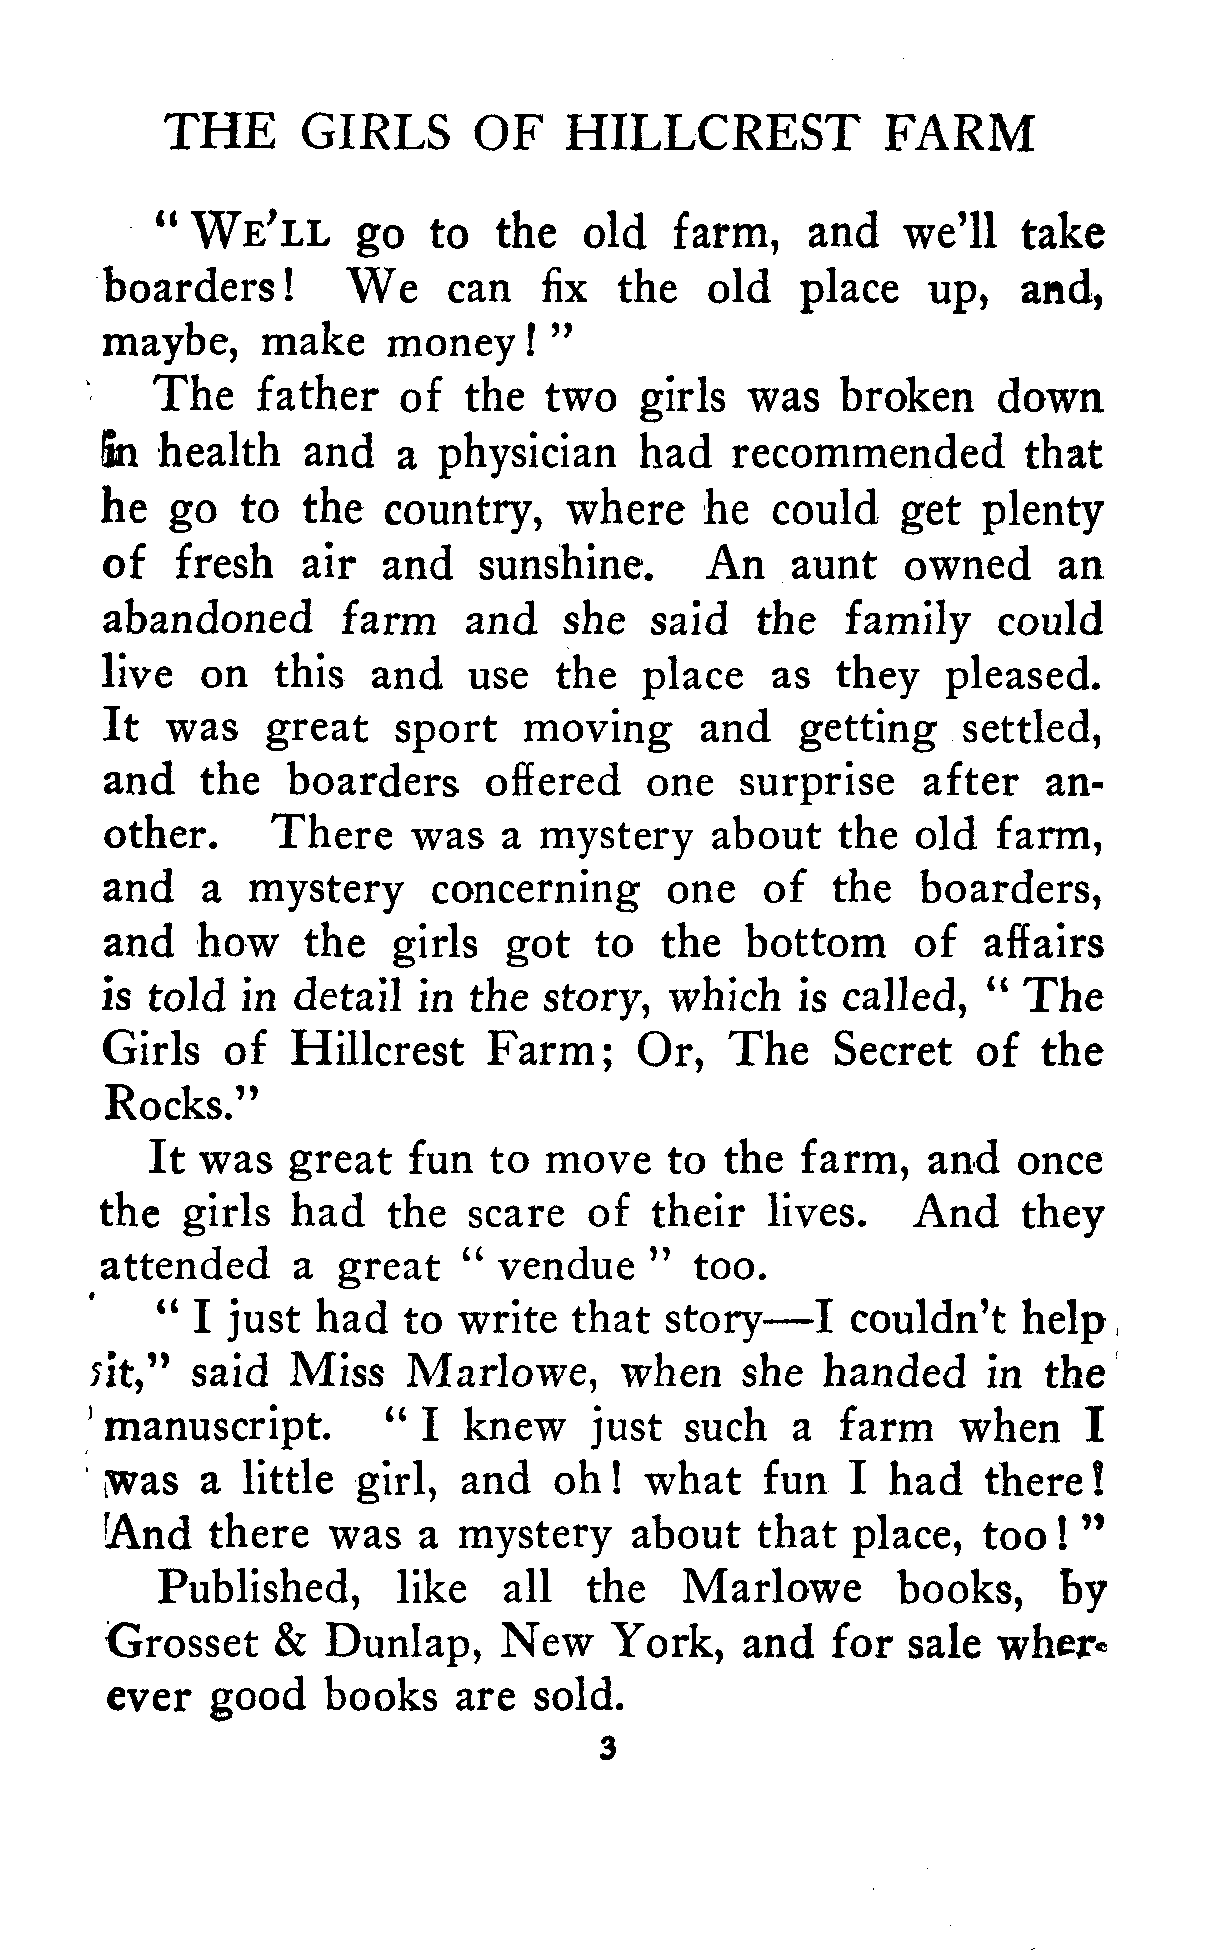 THE GIRLS OF HILLCREST FARM
" WE'LL go to the old farm, and we'll take
boarders! We can fix the old place up, and,
maybe, make money! "
The father of the two girls was broken down
in health and a physician had recommended that
he go to the country, where he could get plenty
of fresh air and sunshine. An aunt owned an
abandoned farm and she said the family could
live on this and use the place as they pleased.
It was great sport moving and getting settled,
and the boarders offered one surprise after an-
other. There was a mystery about the old farm,
and a mystery concerning one of the boarders,
and how the girls got to the bottom of affairs
is told in detail in the story, which is called, " The
Girls of Hillcrest Farm; Or, The Secret of the
Rocks."
It was great fun to move to the farm, and once
the girls had the scare of their lives. And they
attended a great " vendue " too.
" I just had to write that story—I couldn't help
it," said Miss Marlowe, when she handed in the
manuscript. " I knew just such a farm when I
was a little girl, and oh! what fun I had there!
And there was a mystery about that place, too! "
Published, like all the Marlowe books, by
Grosset & Dunlap, New York, and for sale wher-
ever good books are sold.
3